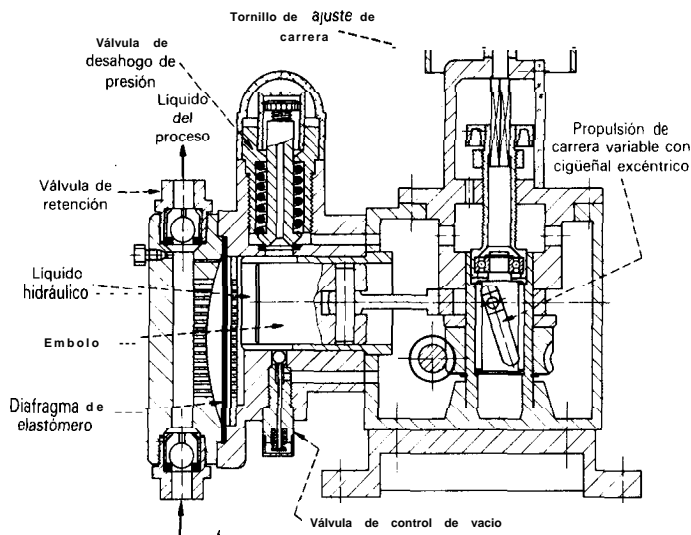 Tornillo de ajuste de
carrera
Válvula de
desahogo de
presión
Líquido
del
proceso
Propulsión de
carrera variable con
cigüeñal excéntrico
Válvula de
retención
Líquido
hidráulico
Embolo
Diafragma de
elastómero
Válvula de control de vacio